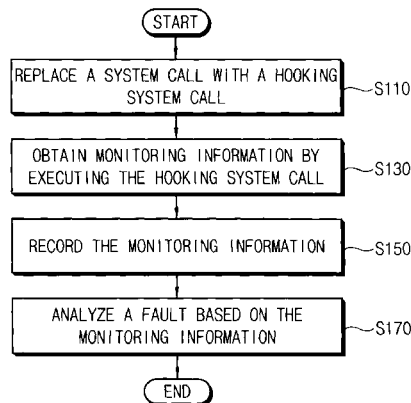 START
REPLACE A SYSTEM CALL WITH A HOOKING
SYSTEM CALL
S110
OBTAIN MONITORING INFORMATION BY
EXECUTING THE HOOKING SYSTEM CALL
S130
RECORD THE MONITORING INFORMATION
S150
ANALYZE A FAULT BASED ON THE
MONITORING INFORMATION
S170
END